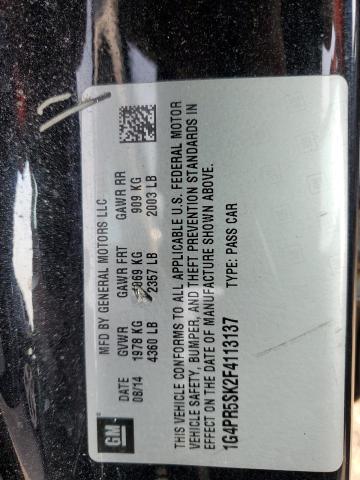 GM
MFD BY GENERAL MOTORS LLC
DATE GVWR GAWR FRT GAWR RR
08/14 1978 KG 1069 KG 909 KG
4360 LB 2357 LB 2003 LB
THIS VEHICLE CONFORMS TO ALL APPLICABLE U.S. FEDERAL MOTOR
VEHICLE SAFETY, BUMPER, AND THEFT PREVENTION STANDARDS IN
EFFECT ON THE DATE OF MANUFACTURE SHOWN ABOVE.
1G4PR5SK2F4113137 TYPE: PASS CAR